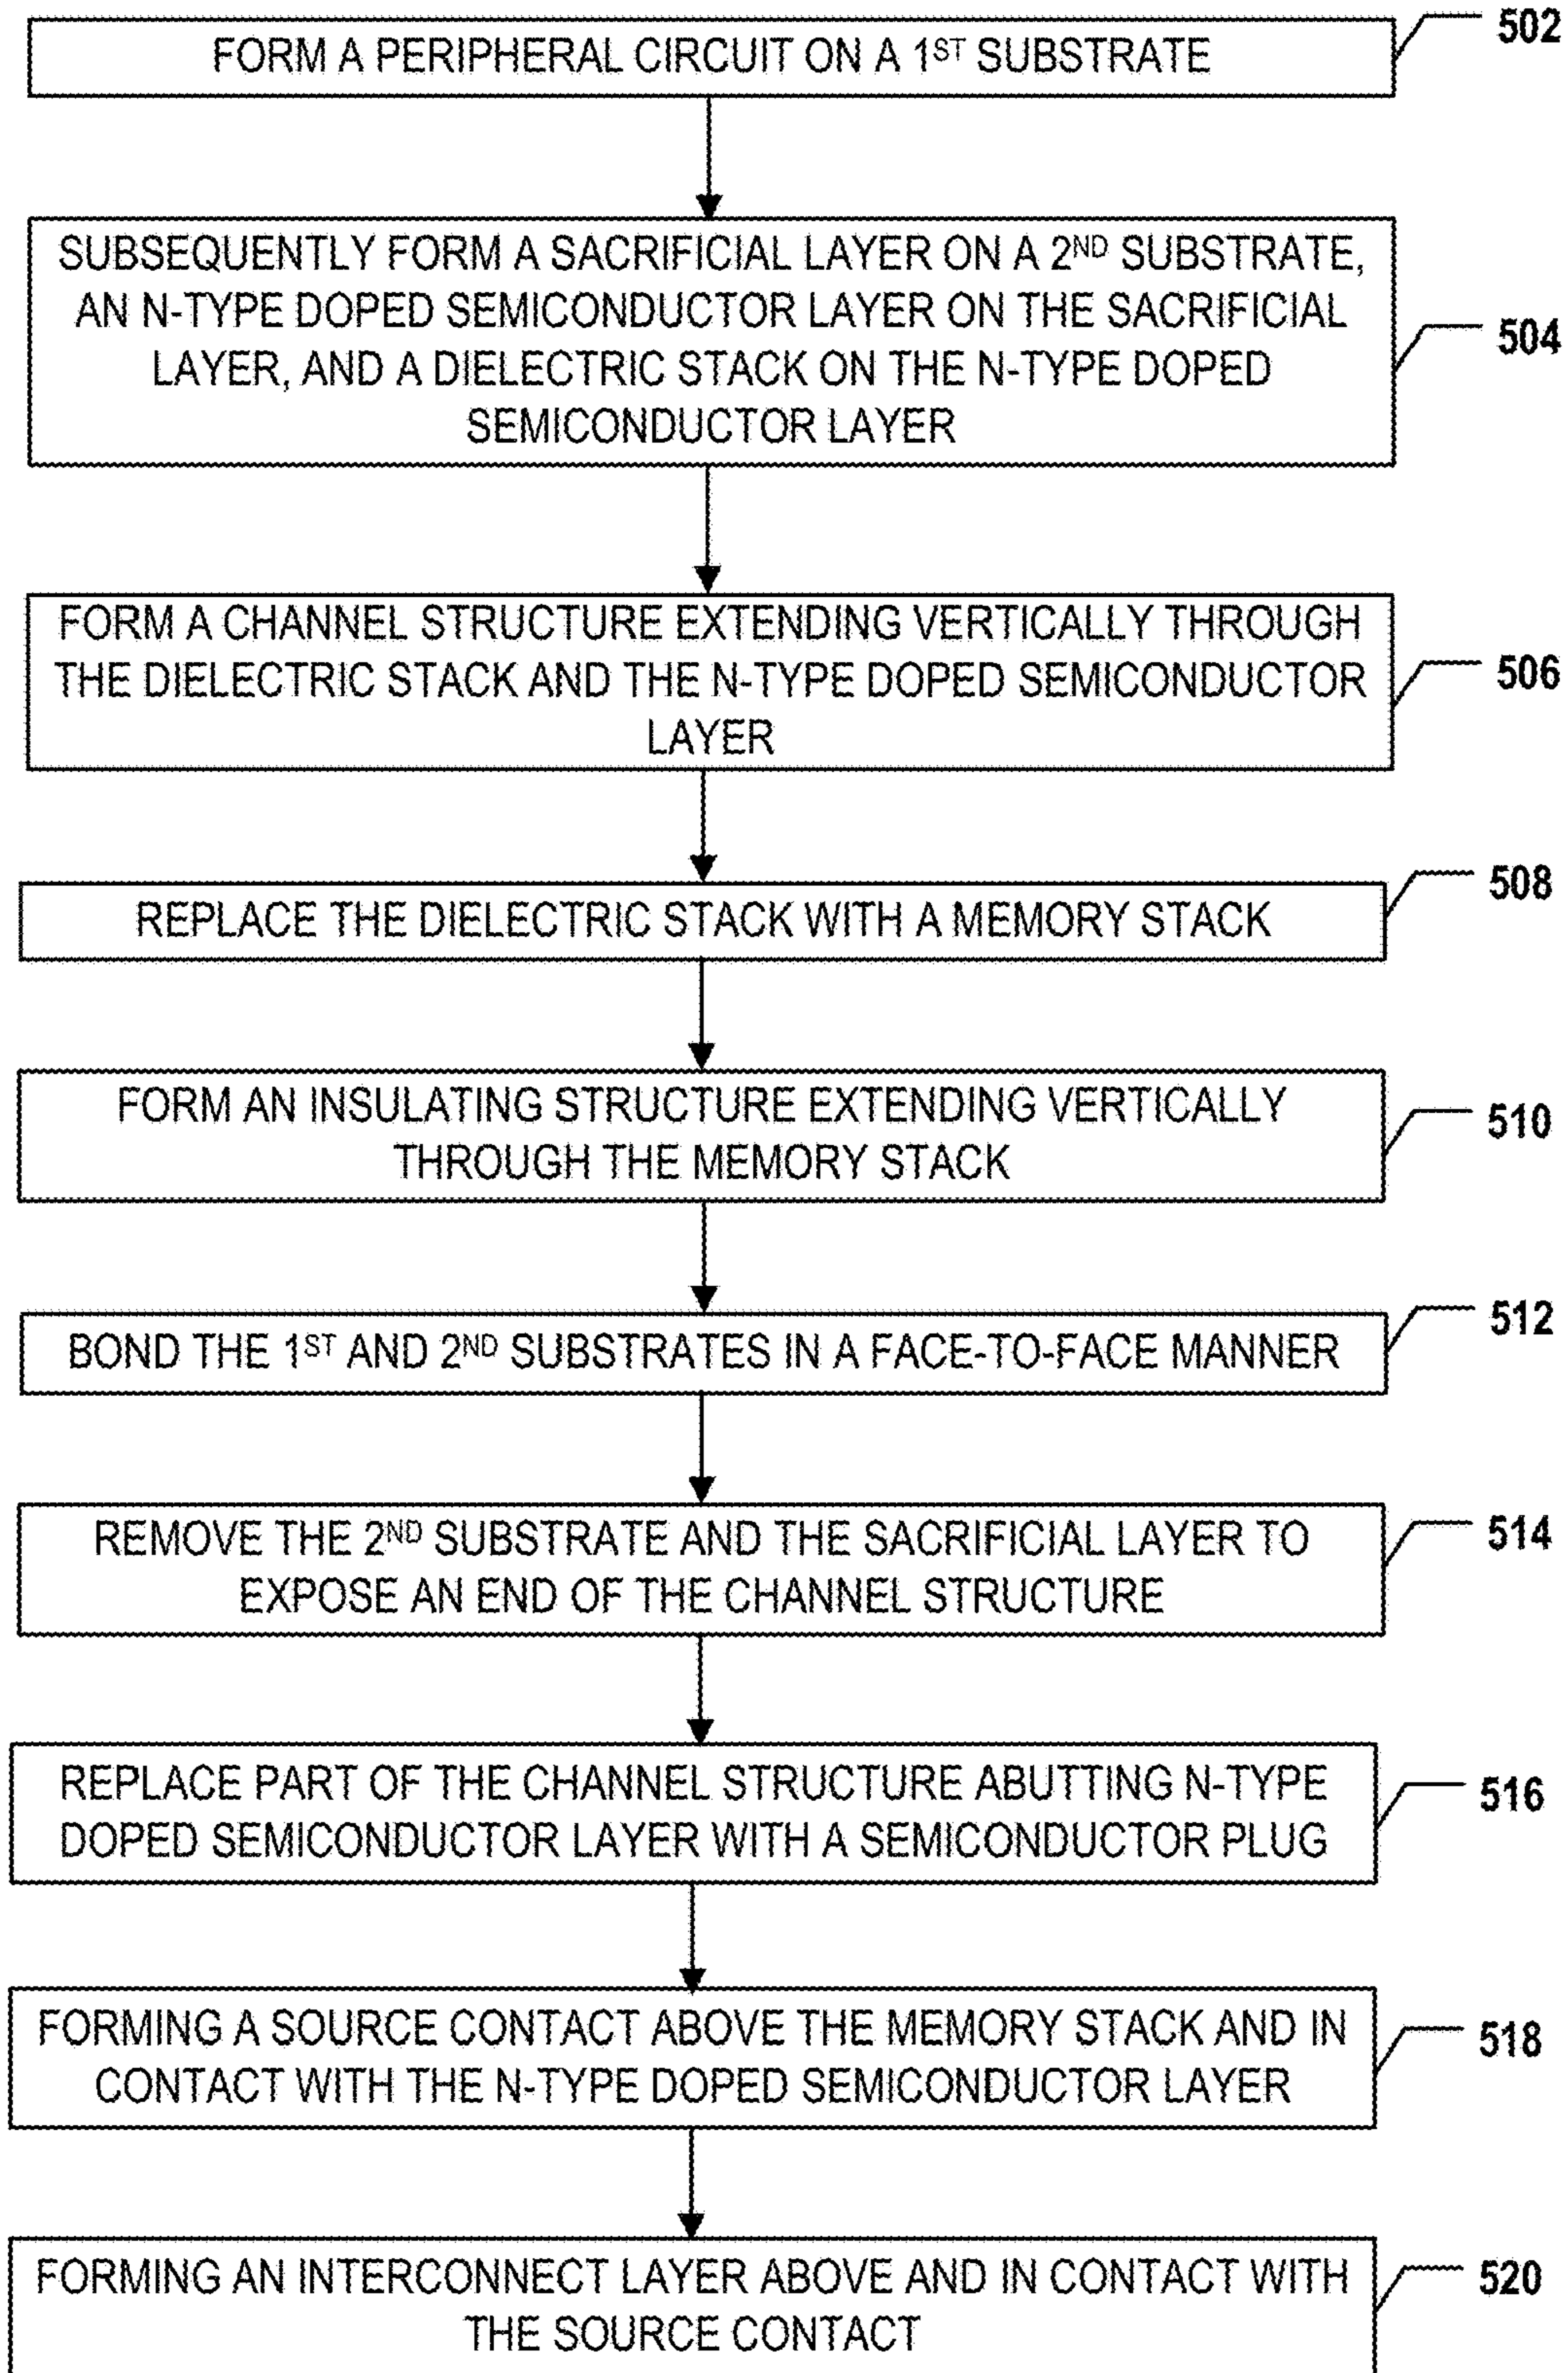 FORM A PERIPHERAL CIRCUIT ON A 1ST SUBSTRATE
502
SUBSEQUENTLY FORM A SACRIFICIAL LAYER ON A 2ND SUBSTRATE,
AN N-TYPE DOPED SEMICONDUCTOR LAYER ON THE SACRIFICIAL
LAYER, AND A DIELECTRIC STACK ON THE N-TYPE DOPED
SEMICONDUCTOR LAYER
504
FORM A CHANNEL STRUCTURE EXTENDING VERTICALLY THROUGH
THE DIELECTRIC STACK AND THE N-TYPE DOPED SEMICONDUCTOR
LAYER
506
REPLACE THE DIELECTRIC STACK WITH A MEMORY STACK
508
FORM AN INSULATING STRUCTURE EXTENDING VERTICALLY
THROUGH THE MEMORY STACK
510
BOND THE 1ST AND 2ND SUBSTRATES IN A FACE-TO-FACE MANNER
512
REMOVE THE 2ND SUBSTRATE AND THE SACRIFICIAL LAYER TO
EXPOSE AN END OF THE CHANNEL STRUCTURE
514
REPLACE PART OF THE CHANNEL STRUCTURE ABUTTING N-TYPE
DOPED SEMICONDUCTOR LAYER WITH A SEMICONDUCTOR PLUG
516
FORMING A SOURCE CONTACT ABOVE THE MEMORY STACK AND IN
CONTACT WITH THE N-TYPE DOPED SEMICONDUCTOR LAYER
518
FORMING AN INTERCONNECT LAYER ABOVE AND IN CONTACT WITH
THE SOURCE CONTACT
520